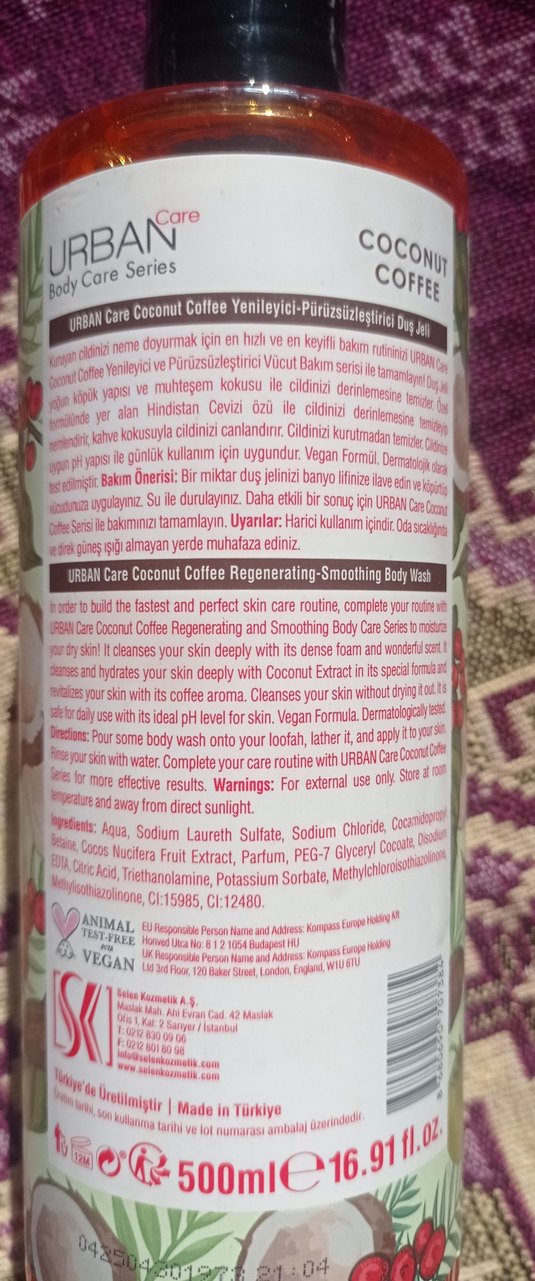 URBAN Care
Body Care Series
COCONUT
COFFEE
URBAN Care Coconut Coffee Yenileyici-Pürüzsüzleştirici Duş Jeli
Kuruyan cildinizi neme doyurmak için en hızlı ve en keyifli bakım rutininizi URBAN Care
Coconut Coffee Yenileyici ve Pürüzsüzleştirici Vücut Bakım serisi ile tamamlayın! Duş Jeli
yoğun köpük yapısı ve muhteşem kokusu ile cildinizi derinlemesine temizler. Özel
formülünde yer alan Hindistan Cevizi özü ile cildinizi derinlemesine temizleyip
nemlendirir, kahve kokusuyla cildinizi canlandırır. Cildinizi kurutmadan temizler. Cildinize
uygun pH yapısı ile günlük kullanım için uygundur. Vegan Formül. Dermatolojik olarak
test edilmiştir. Bakım Önerisi: Bir miktar duş jelinizi banyo lifinize ilave edin ve köpürtüp
vücudunuza uygulayınız. Su ile durulayınız. Daha etkili bir sonuç için URBAN Care Coconut
Coffee Serisi ile bakımınızı tamamlayın. Uyarılar: Harici kullanım içindir. Oda sıcaklığında
ve direk güneş ışığı almayan yerde muhafaza ediniz.
URBAN Care Coconut Coffee Regenerating-Smoothing Body Wash
In order to build the fastest and perfect skin care routine, complete your routine with
URBAN Care Coconut Coffee Regenerating and Smoothing Body Care Series to moisturize
your dry skin! It cleanses your skin deeply with its dense foam and wonderful scent. It
cleanses and hydrates your skin deeply with Coconut Extract in its special formula and
revitalizes your skin with its coffee aroma. Cleanses your skin without drying it out. It is
safe for daily use with its ideal pH level for skin. Vegan Formula. Dermatologically tested.
Directions: Pour some body wash onto your loofah, lather it, and apply it to your skin.
Rinse your skin with water. Complete your care routine with URBAN Care Coconut Coffee
Series for more effective results. Warnings: For external use only. Store at room
temperature and away from direct sunlight.
Ingredients: Aqua, Sodium Laureth Sulfate, Sodium Chloride, Cocamidopropyl
Betaine, Cocos Nucifera Fruit Extract, Parfum, PEG-7 Glyceryl Cocoate, Disodium
EDTA, Citric Acid, Triethanolamine, Potassium Sorbate, Methylchloroisothiazolinone,
Methylisothiazolinone, CI:15985, CI:12480.
ANIMAL
TEST-FREE
VEGAN
EU Responsible Person Name and Address: Kompass Europe Holding Kft
Honved Utca No: 8 1 2 1054 Budapest HU
UK Responsible Person Name and Address: Kompass Europe Holding
Ltd 3rd Floor, 120 Baker Street, London, England, W1U 6TU
SK
Selen Kozmetik A.Ş.
Maslak Mah. Ahi Evran Cad. 42 Maslak
Ofis 1, Kat: 2 Sarıyer / İstanbul
T: 0212 830 09 06
F: 0212 801 80 98
info@selenkozmetik.com
www.selenkozmetik.com
Türkiye'de Üretilmiştir | Made in Türkiye
Üretim tarihi, son kullanma tarihi ve lot numarası ambalaj üzerindedir.
12M
500ml e 16.91 fl.oz.